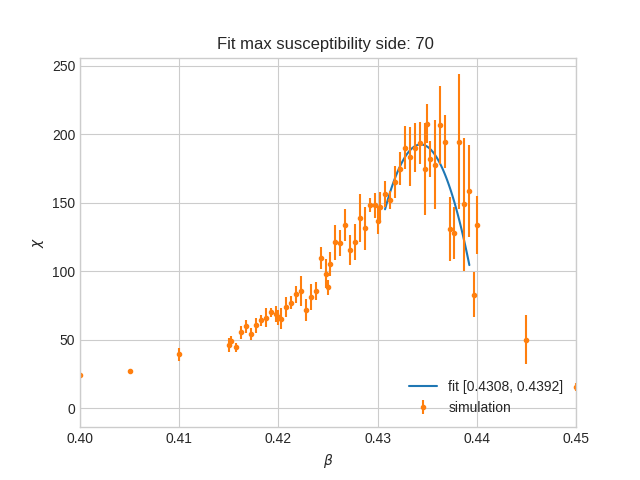 Fit max susceptibility side: 70
250
200
150
100
50
0
χ
0.40 0.41 0.42 0.43 0.44 0.45
β
fit [0.4308, 0.4392]
simulation